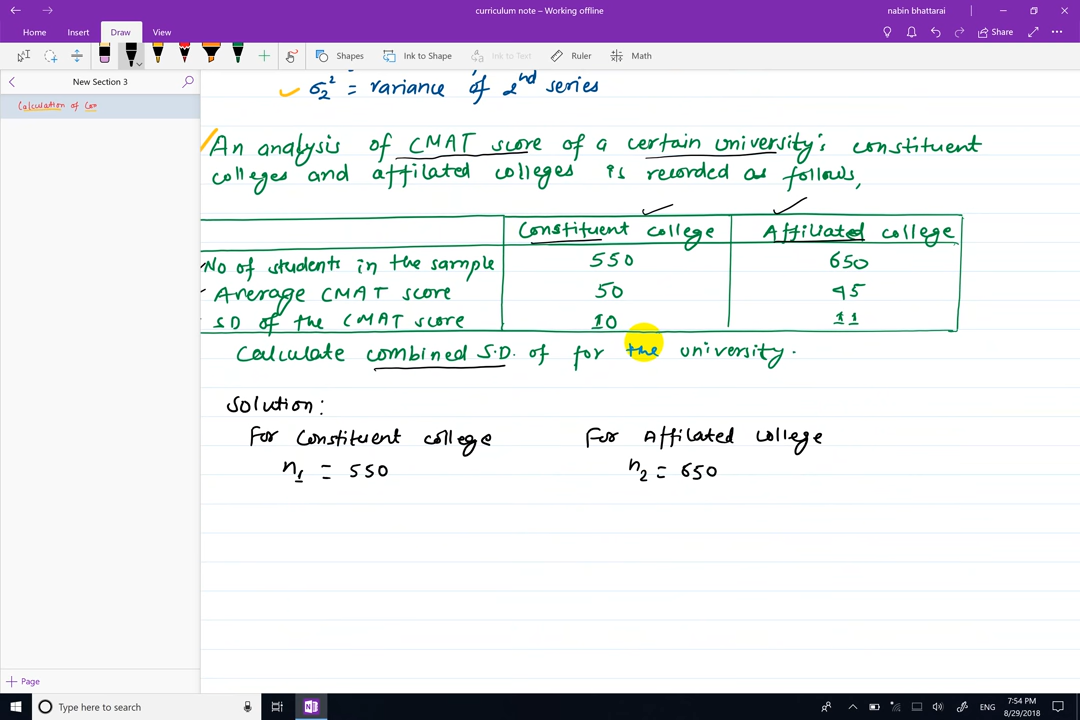 curriculum note – Working offline
nabin bhattarai
Home Insert Draw View
Share
Shapes Ink to Shape Ink to Text Ruler Math
New Section 3
Calculation of Com
σ₂² = variance of 2nd series
An analysis of CMAT score of a certain university's constituent
colleges and affilated colleges is recorded as follows,
Constituent college Affiliated college
No of students in the sample 550 650
Average CMAT score 50 45
SD of the CMAT score 10 11
Calculate combined S.D. of for the university.
Solution:
For Constituent college For Affilated college
n₁ = 550 n₂ = 650
+ Page
Type here to search
ENG
7:54 PM
8/29/2018